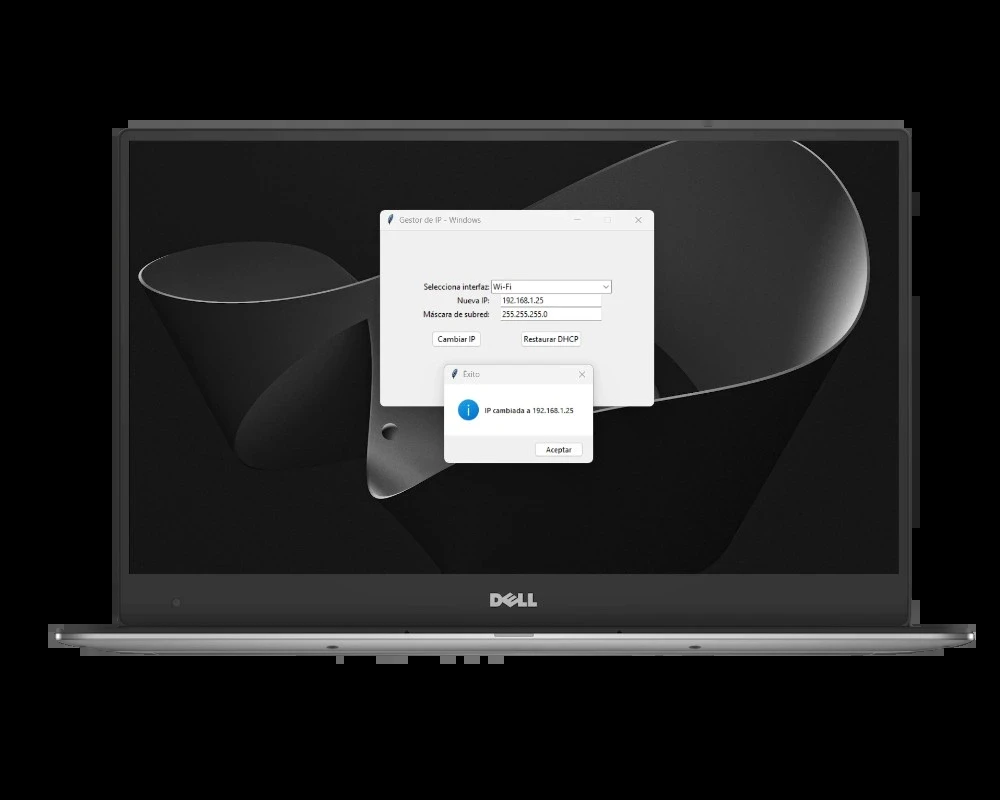 Gestor de IP - Windows
Selecciona interfaz: Wi-Fi
Nueva IP: 192.168.1.25
Máscara de subred: 255.255.255.0
Cambiar IP Restaurar DHCP
Éxito
IP cambiada a 192.168.1.25
Aceptar
DELL